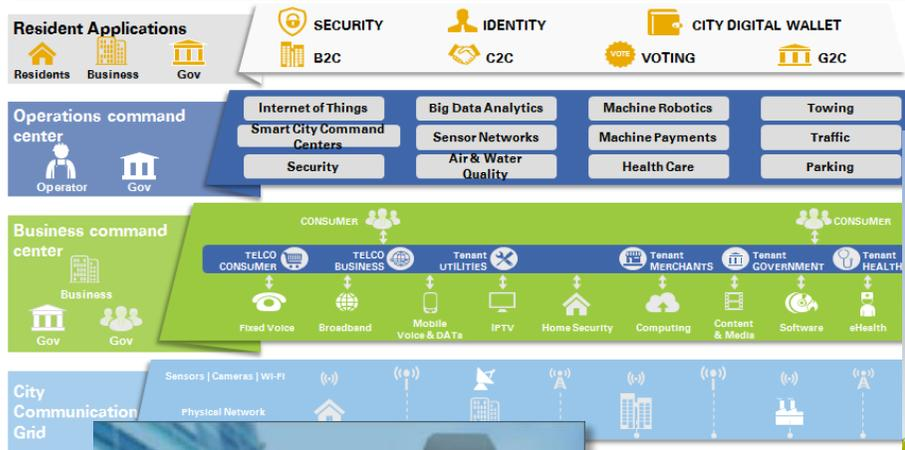 Resident Applications
Residents Business Gov
SECURITY IDENTITY CITY DIGITAL WALLET
B2C C2C VOTE VOTING G2C
Operations command
center
Operator Gov
Internet of Things Big Data Analytics Machine Robotics Towing
Smart City Command
Centers
Sensor Networks Machine Payments Traffic
Security
Air & Water
Quality
Health Care Parking
Business command
center
Business
Gov Gov
CONSUMER CONSUMER
TELCO
CONSUMER
TELCO
BUSINESS
Tenant
UTILITIES
Tenant
MERCHANTS
Tenant
GOVERNMENT
Tenant
HEALTH
Fixed Voice
Broadband
Mobile
Voice & DATa
IPTV
Home Security
Computing
Content
& Media
Software
eHealth
City
Communication
Grid
Sensors | Cameras | WI-FI
Physical Network